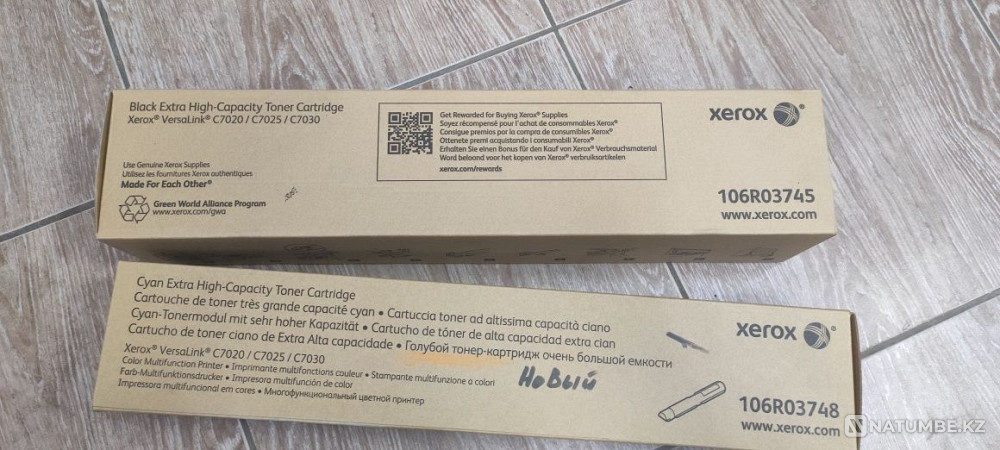 Black Extra High-Capacity Toner Cartridge
Xerox® VersaLink® C7020 / C7025 / C7030
Use Genuine Xerox Supplies
Utilisez les fournitures Xerox authentiques
Made For Each Other®
Green World Alliance Program
www.xerox.com/gwa
Get Rewarded for Buying Xerox® Supplies
Soyez récompensé pour l'achat de consommables Xerox®
Consigue premios por la compra de consumibles Xerox®
Ottenete premi acquistando i consumabili Xerox®
Erhalten Sie einen Bonus für den Kauf von Xerox® Verbrauchsmaterial
Word beloond voor het kopen van Xerox® verbruiksartikelen
xerox.com/rewards
xerox
106R03745
www.xerox.com
Cyan Extra High-Capacity Toner Cartridge
Cartouche de toner très grande capacité cyan • Cartuccia toner ad altissima capacità ciano
Cyan-Tonermodul mit sehr hoher Kapazität • Cartucho de tóner de alta capacidad extra cian
Cartucho de toner ciano de Extra Alta capacidade • Голубой тонер-картридж очень большой емкости
Xerox® VersaLink® C7020 / C7025 / C7030
Color Multifunction Printer • Imprimante multifonctions couleur • Stampante multifunzione a colori
Farb-Multifunktionsdrucker • Impresora multifunción de color
Impressora multifuncional em cores • Многофункциональный цветной принтер
Новый
xerox
106R03748
www.xerox.com
NATUMBE.KZ